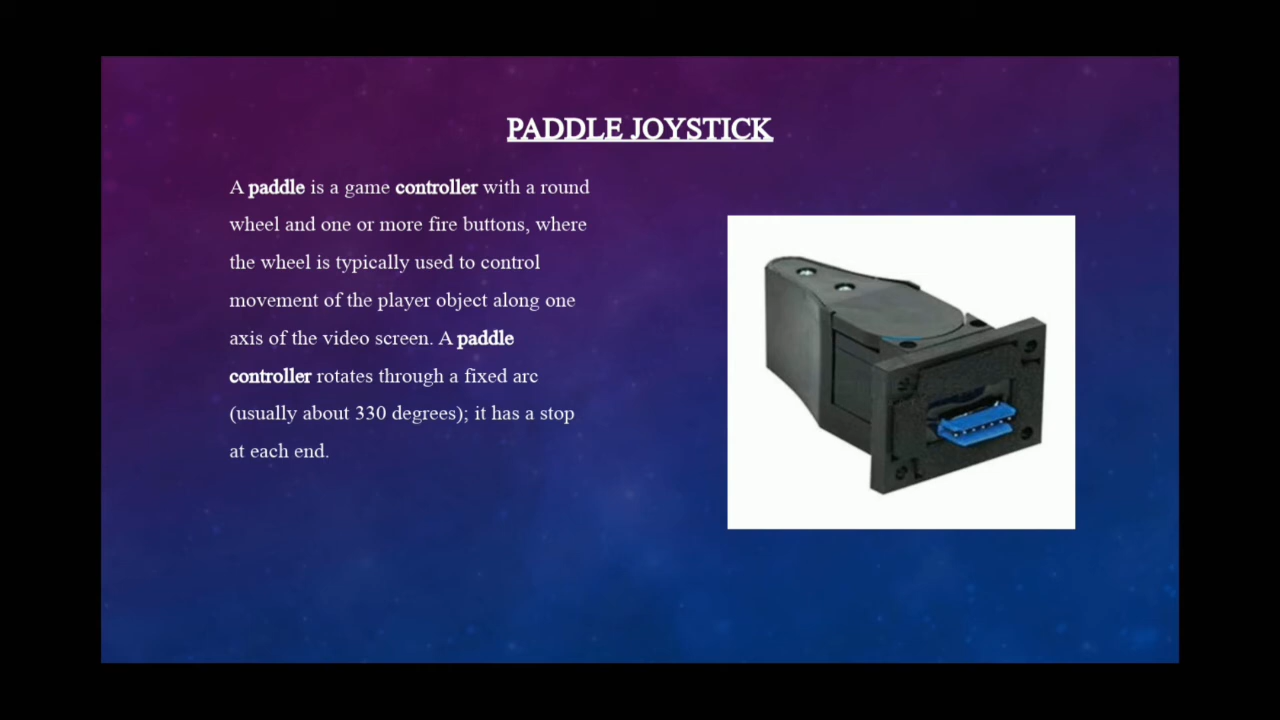 PADDLE JOYSTICK
A paddle is a game controller with a round
wheel and one or more fire buttons, where
the wheel is typically used to control
movement of the player object along one
axis of the video screen. A paddle
controller rotates through a fixed arc
(usually about 330 degrees); it has a stop
at each end.